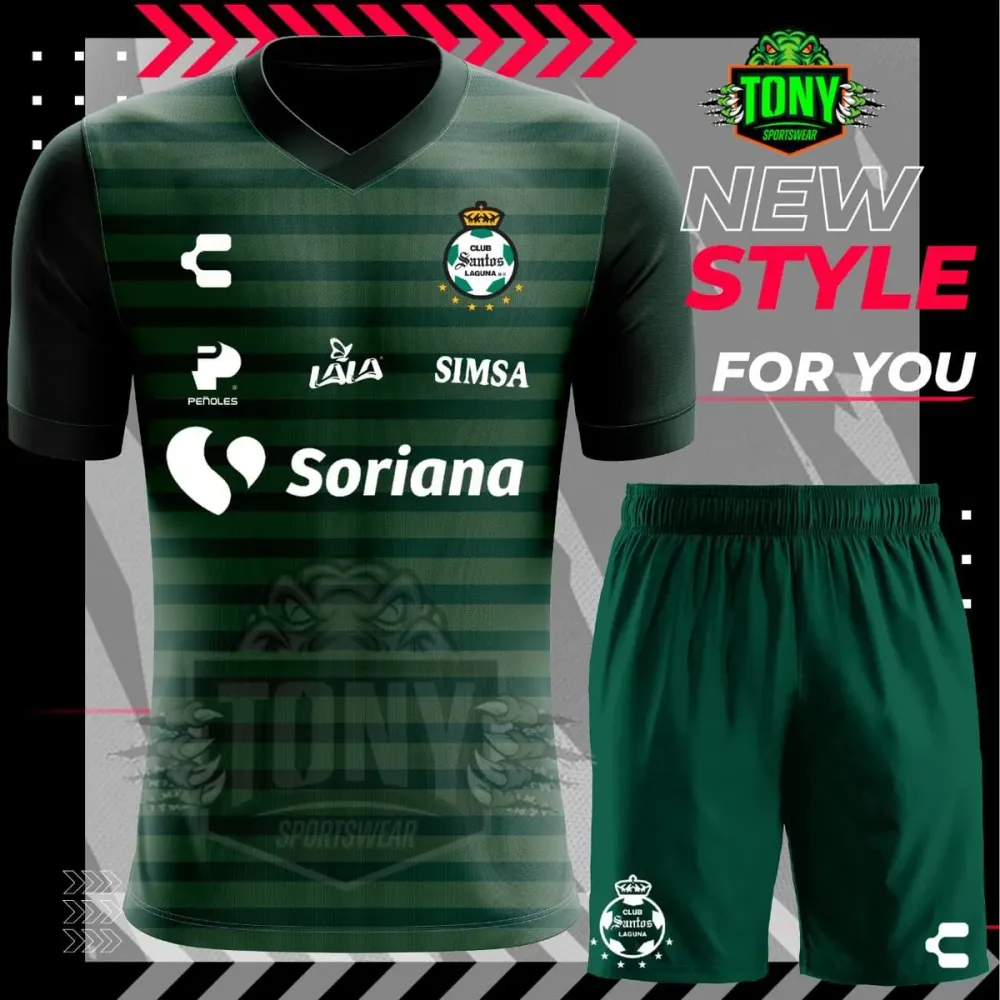 TONY
SPORTSWEAR
NEW
STYLE
FOR YOU
CLUB
Santos
LAGUNA
PEÑOLES
LALA
SIMSA
Soriana
TONY
SPORTSWEAR
CLUB
Santos
LAGUNA